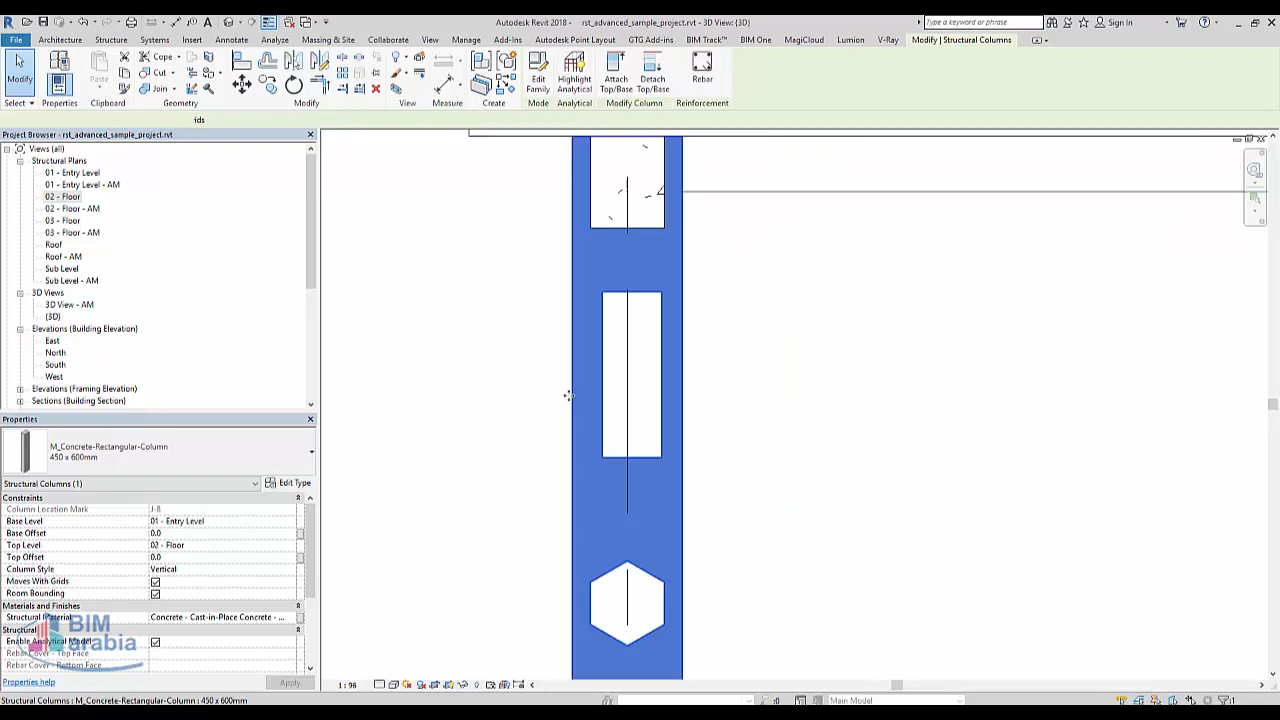 Autodesk Revit 2018 - rst_advanced_sample_project.rvt - 3D View: {3D}
Type a keyword or phrase
Sign In
File Architecture Structure Systems Insert Annotate Analyze Massing & Site Collaborate View Manage Add-Ins Autodesk Point Layout GTG Add-ins BIM Track™ BIM One MagiCloud Lumion V-Ray Modify | Structural Columns
Modify
Properties
Paste
Cope
Cut
Join
Edit Family
Highlight Analytical
Attach Top/Base
Detach Top/Base
Rebar
Select Properties Clipboard Geometry Modify View Measure Create Mode Analytical Modify Column Reinforcement
ids
Project Browser - rst_advanced_sample_project.rvt
Views (all)
Structural Plans
01 - Entry Level
01 - Entry Level - AM
02 - Floor
02 - Floor - AM
03 - Floor
03 - Floor - AM
Roof
Roof - AM
Sub Level
Sub Level - AM
3D Views
3D View - AM
{3D}
Elevations (Building Elevation)
East
North
South
West
Elevations (Framing Elevation)
Sections (Building Section)
Properties
M_Concrete-Rectangular-Column
450 x 600mm
Structural Columns (1)
Edit Type
Constraints
Column Location Mark J-8
Base Level 01 - Entry Level
Base Offset 0.0
Top Level 02 - Floor
Top Offset 0.0
Column Style Vertical
Moves With Grids
Room Bounding
Materials and Finishes
Structural Material Concrete - Cast-in-Place Concrete - ...
Structural
Enable Analytical Model
Rebar Cover - Top Face
Rebar Cover - Bottom Face
BIM
arabia
Properties help
Apply
1 : 96
Structural Columns : M_Concrete-Rectangular-Column : 450 x 600mm
:0
Main Model
:1